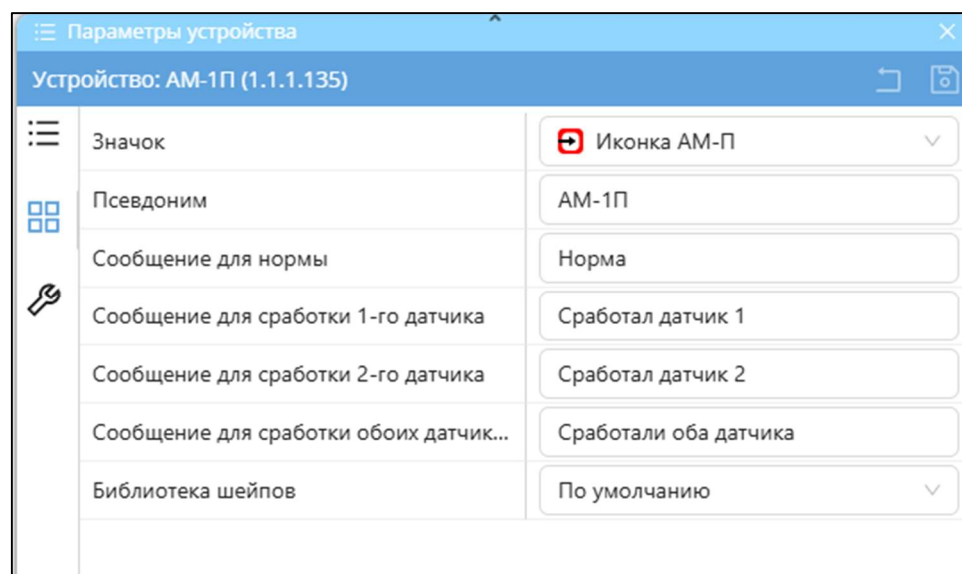 Параметры устройства
Устройство: АМ-1П (1.1.1.135)
Значок Иконка АМ-П
Псевдоним АМ-1П
Сообщение для нормы Норма
Сообщение для сработки 1-го датчика Сработал датчик 1
Сообщение для сработки 2-го датчика Сработал датчик 2
Сообщение для сработки обоих датчик... Сработали оба датчика
Библиотека шейпов По умолчанию